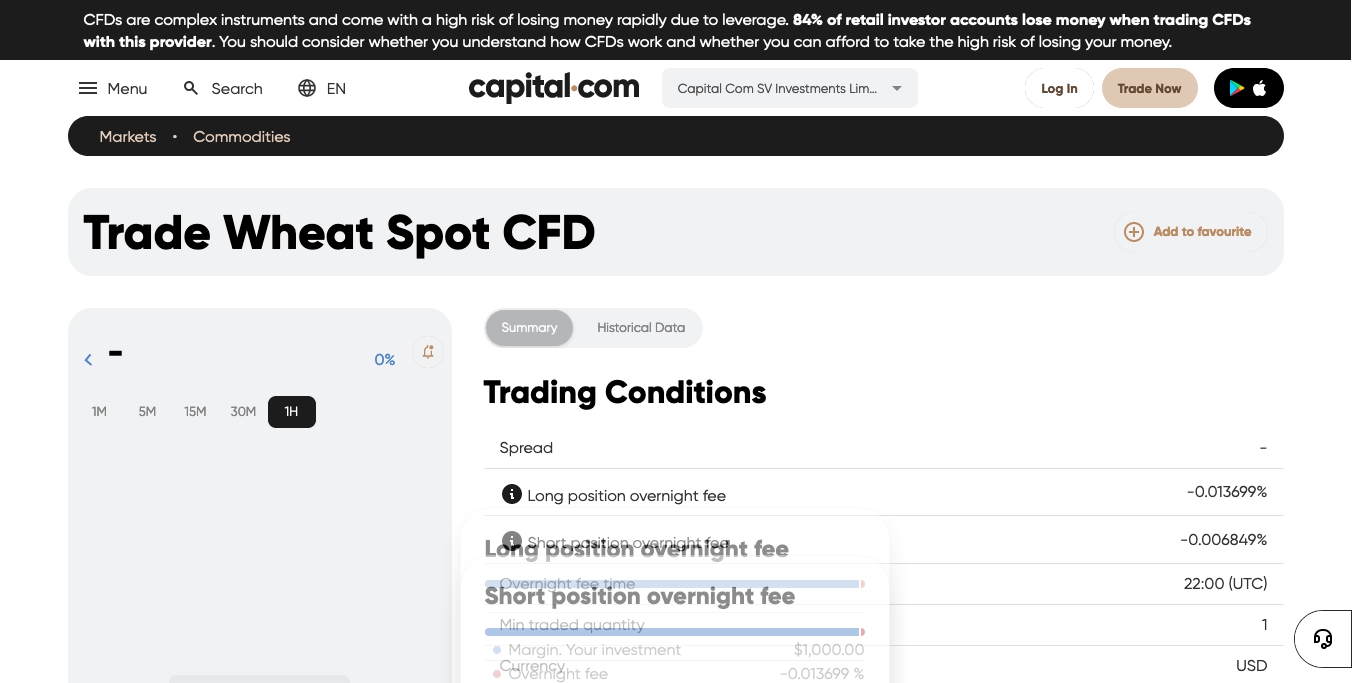 CFDs are complex instruments and come with a high risk of losing money rapidly due to leverage. 84% of retail investor accounts lose money when trading CFDs
with this provider. You should consider whether you understand how CFDs work and whether you can afford to take the high risk of losing your money.
Menu
Search
EN
capital.com
Capital Com SV Investments Lim...
Log In
Trade Now
Markets • Commodities
Trade Wheat Spot CFD
Add to favourite
-
0%
1M 5M 15M 30M 1H
Summary
Historical Data
Trading Conditions
Spread -
Long position overnight fee -0.013699%
Short position overnight fee -0.006849%
Long position overnight fee
Overnight fee time 22:00 (UTC)
Short position overnight fee
Min traded quantity 1
Margin. Your investment $1,000.00
Currency USD
Overnight fee -0.013699 %